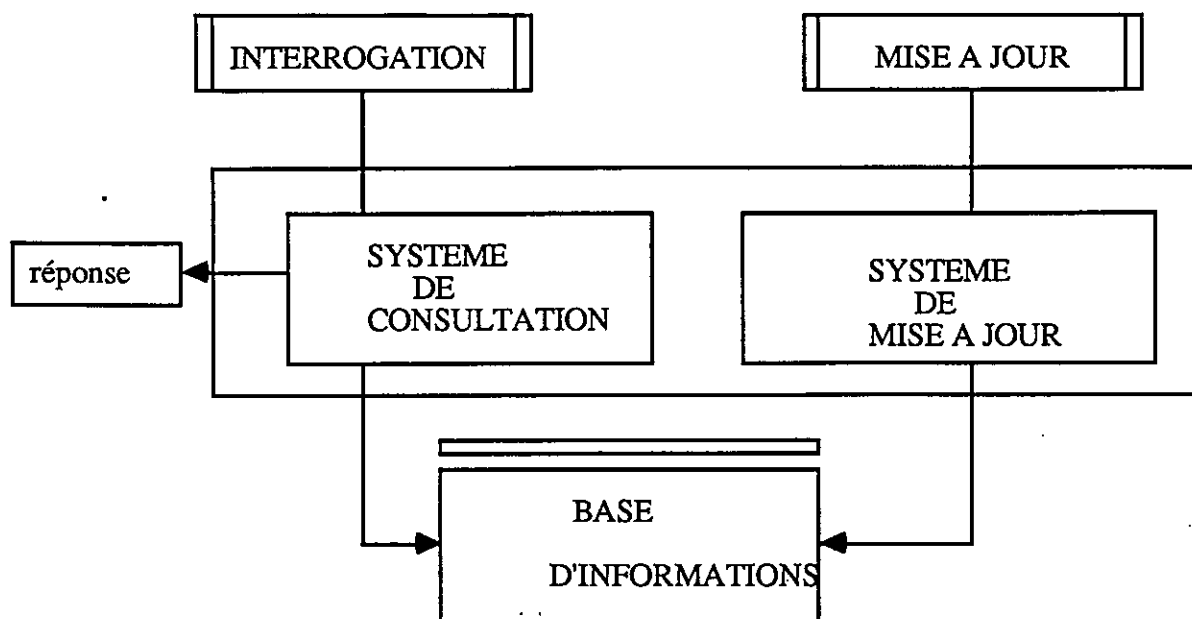 INTERROGATION
MISE A JOUR
réponse
SYSTEME
DE
CONSULTATION
SYSTEME
DE
MISE A JOUR
BASE
D'INFORMATIONS